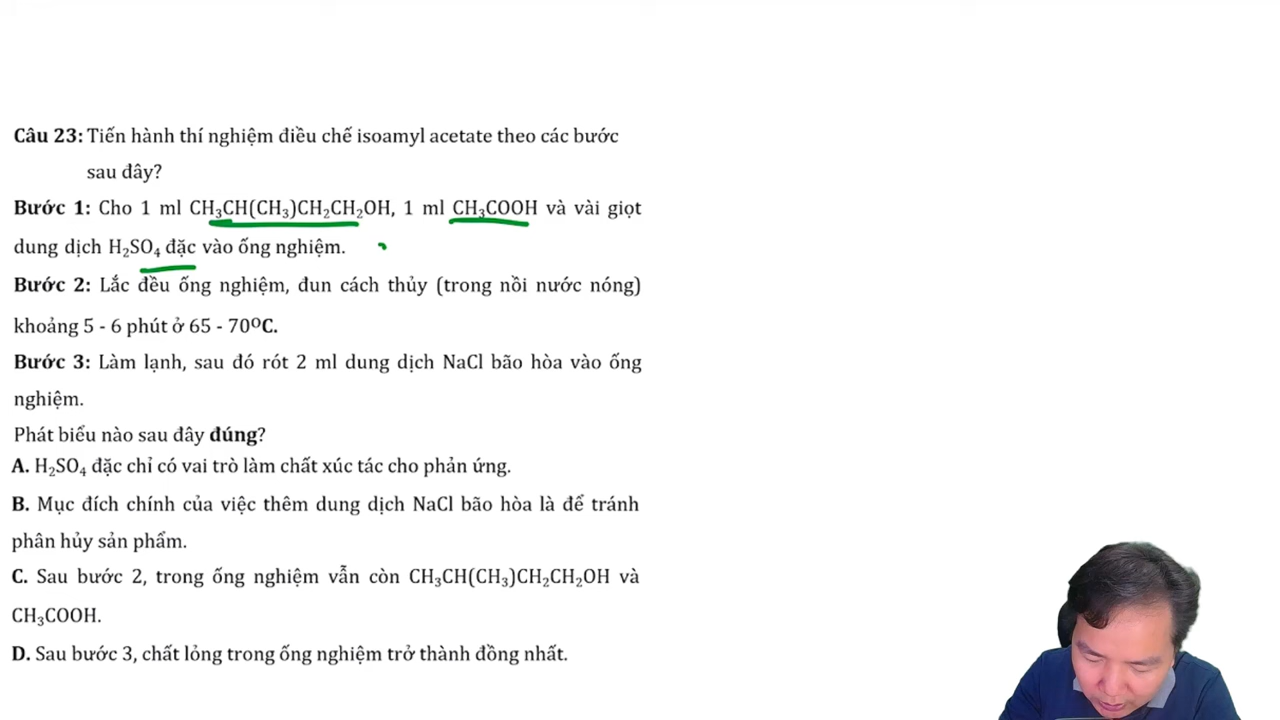 Câu 23: Tiến hành thí nghiệm điều chế isoamyl acetate theo các bước
sau đây?
Bước 1: Cho 1 ml CH₃CH(CH₃)CH₂CH₂OH, 1 ml CH₃COOH và vài giọt
dung dịch H₂SO₄ đặc vào ống nghiệm.
Bước 2: Lắc đều ống nghiệm, đun cách thủy (trong nồi nước nóng)
khoảng 5 - 6 phút ở 65 - 70ºC.
Bước 3: Làm lạnh, sau đó rót 2 ml dung dịch NaCl bão hòa vào ống
nghiệm.
Phát biểu nào sau đây đúng?
A. H₂SO₄ đặc chỉ có vai trò làm chất xúc tác cho phản ứng.
B. Mục đích chính của việc thêm dung dịch NaCl bão hòa là để tránh
phân hủy sản phẩm.
C. Sau bước 2, trong ống nghiệm vẫn còn CH₃CH(CH₃)CH₂CH₂OH và
CH₃COOH.
D. Sau bước 3, chất lỏng trong ống nghiệm trở thành đồng nhất.